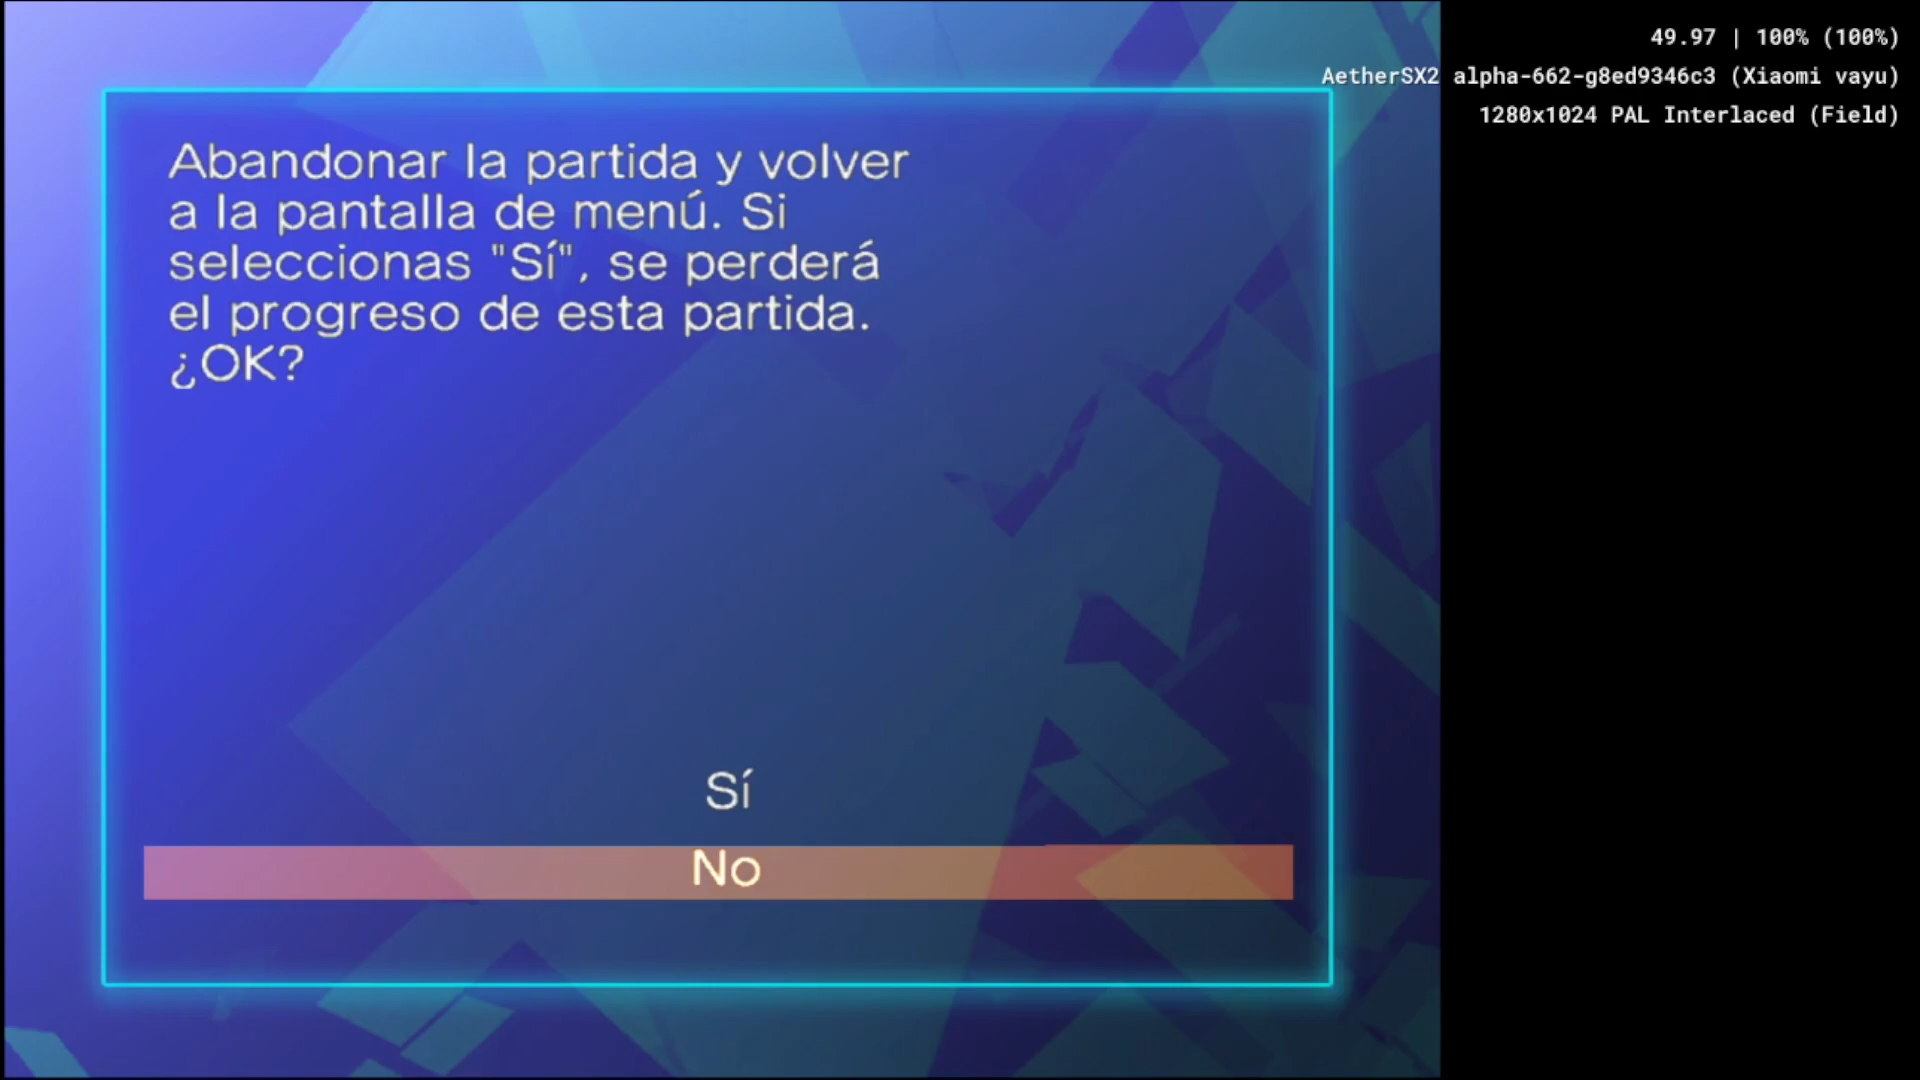 49.97 | 100% (100%)
AetherSX2 alpha-662-g8ed9346c3 (Xiaomi vayu)
1280x1024 PAL Interlaced (Field)
Abandonar la partida y volver
a la pantalla de menú. Si
seleccionas "Sí", se perderá
el progreso de esta partida.
¿OK?
Sí
No